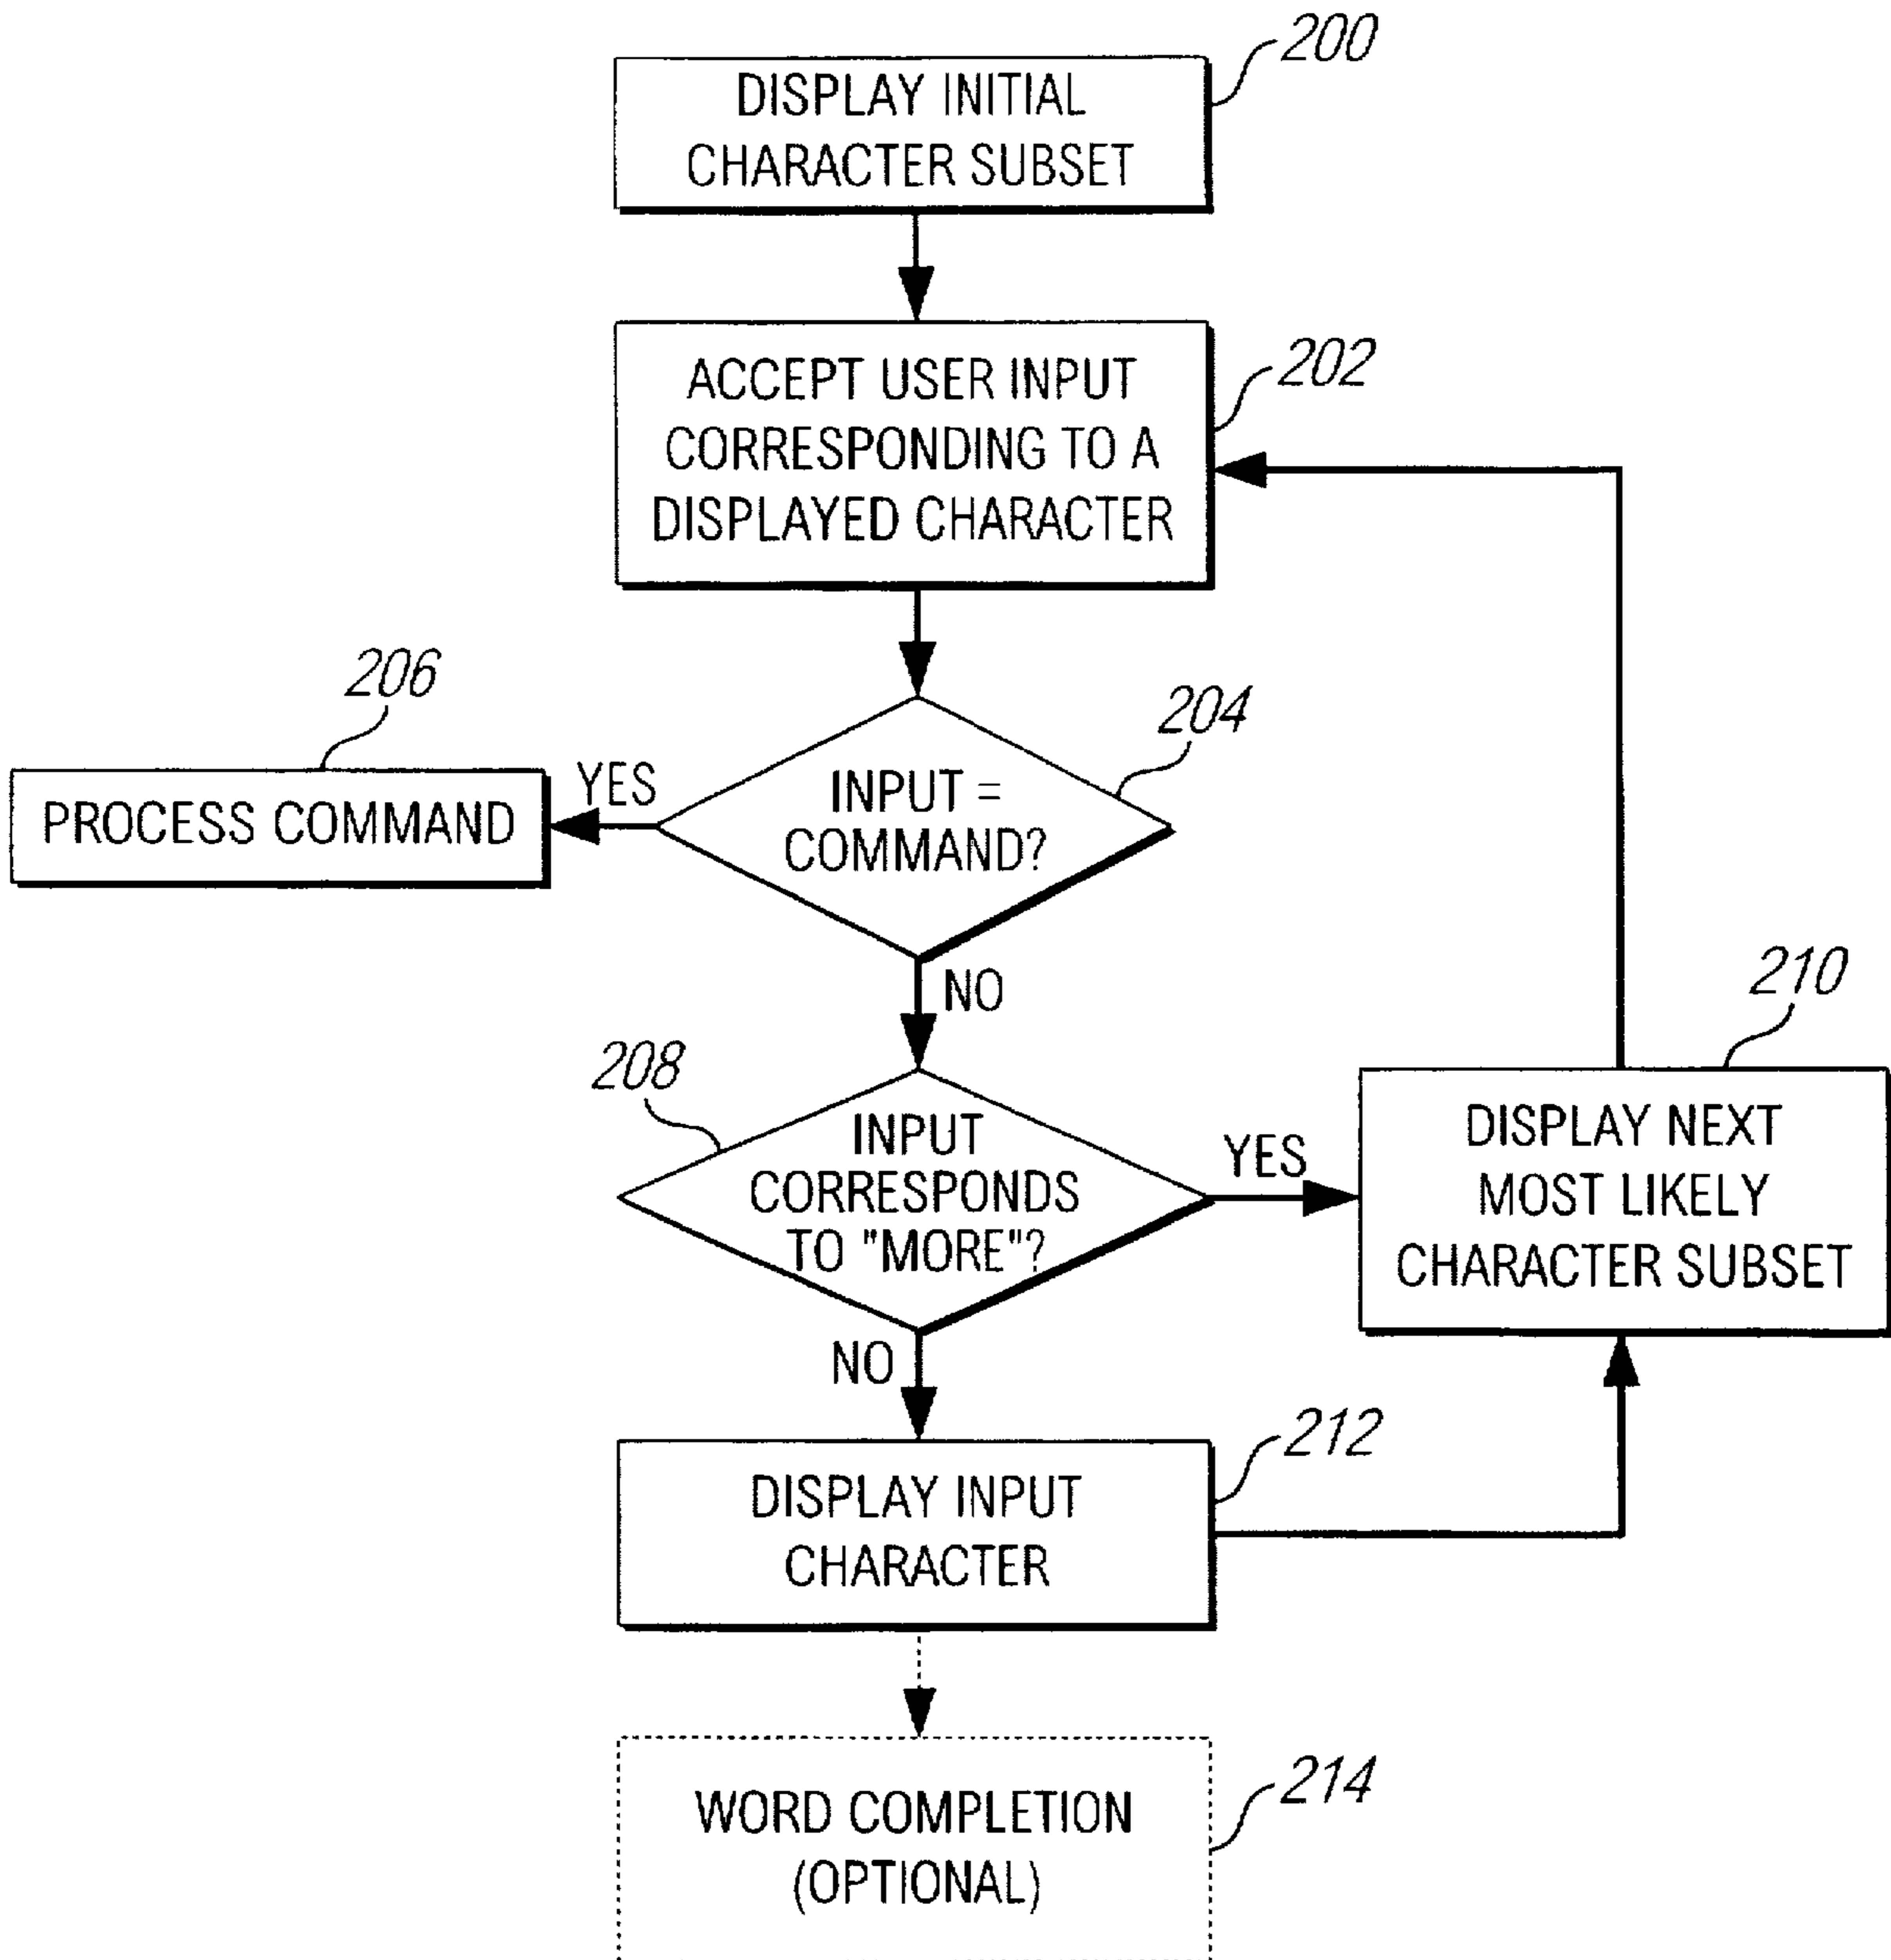 200
DISPLAY INITIAL
CHARACTER SUBSET
202
ACCEPT USER INPUT
CORRESPONDING TO A
DISPLAYED CHARACTER
204
INPUT =
COMMAND?
YES
206
PROCESS COMMAND
NO
208
INPUT
CORRESPONDS
TO "MORE"?
YES
210
DISPLAY NEXT
MOST LIKELY
CHARACTER SUBSET
NO
212
DISPLAY INPUT
CHARACTER
214
WORD COMPLETION
(OPTIONAL)